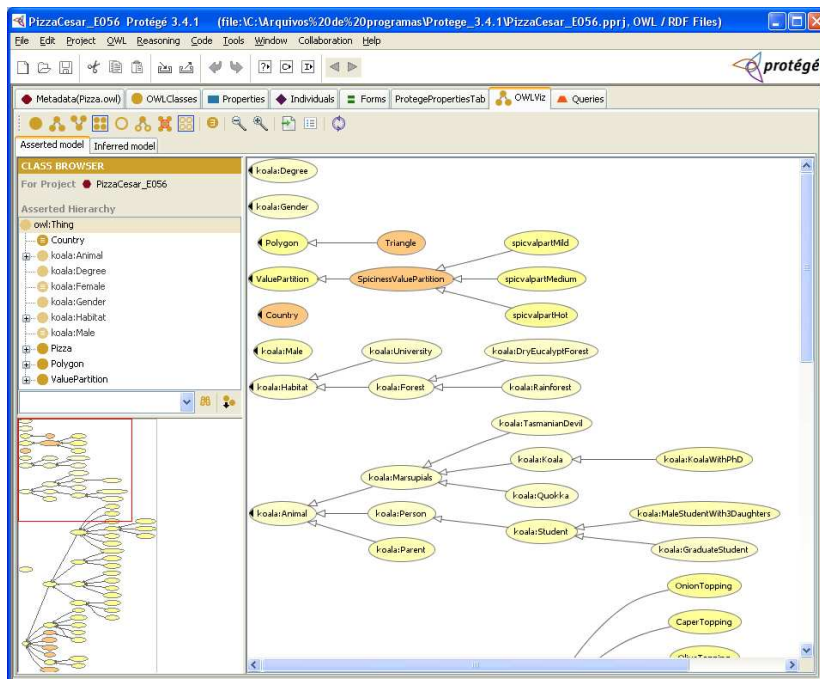 PizzaCesar_E056 Protégé 3.4.1 (file:\C:\Arquivos%20de%20programas\Protege_3.4.1\PizzaCesar_E056.pprj, OWL / RDF Files)
File Edit Project OWL Reasoning Code Tools Window Collaboration Help
protégé
Metadata(Pizza.owl) OWLClasses Properties Individuals Forms ProtegePropertiesTab OWLViz Queries
Asserted model Inferred model
CLASS BROWSER
For Project PizzaCesar_E056
Asserted Hierarchy
owl:Thing
Country
koala:Animal
koala:Degree
koala:Female
koala:Gender
koala:Habitat
koala:Male
Pizza
Polygon
ValuePartition
koala:Degree
koala:Gender
Polygon Triangle spicvalpartMild
ValuePartition SpicinessValuePartition spicvalpartMedium
Country spicvalpartHot
koala:Male koala:University koala:DryEucalyptForest
koala:Habitat koala:Forest koala:Rainforest
koala:TasmanianDevil
koala:Koala koala:KoalaWithPhD
koala:Marsupials
koala:Quokka
koala:Animal koala:Person koala:MaleStudentWith3Daughters
koala:Student
koala:Parent koala:GraduateStudent
OnionTopping
CaperTopping